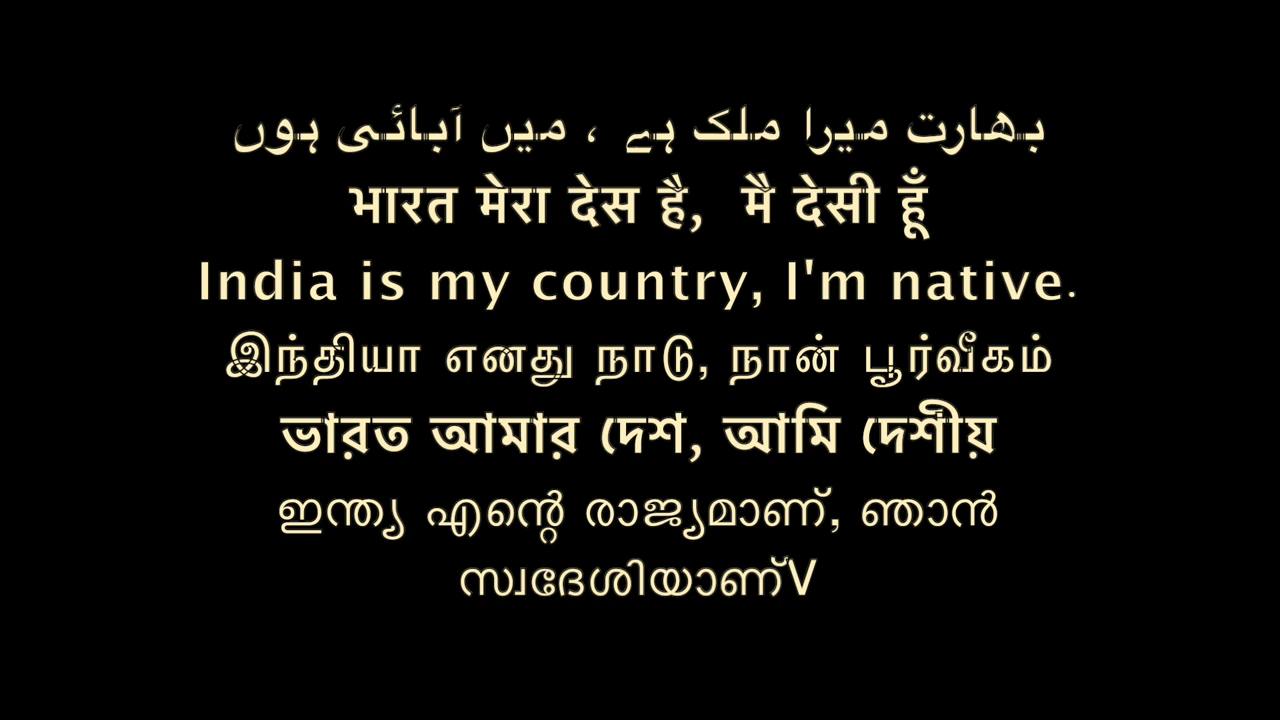 بھارت میرا ملک ہے ، میں آبائی ہوں
भारत मेरा देस है, मै देसी हूँ
India is my country, I'm native.
இந்தியா எனது நாடு, நான் பூர்வீகம்
ভারত আমার দেশ, আমি দেশীয়
ഇന്ത്യ എന്റെ രാജ്യമാണ്, ഞാൻ
സ്വദേശിയാണ്V